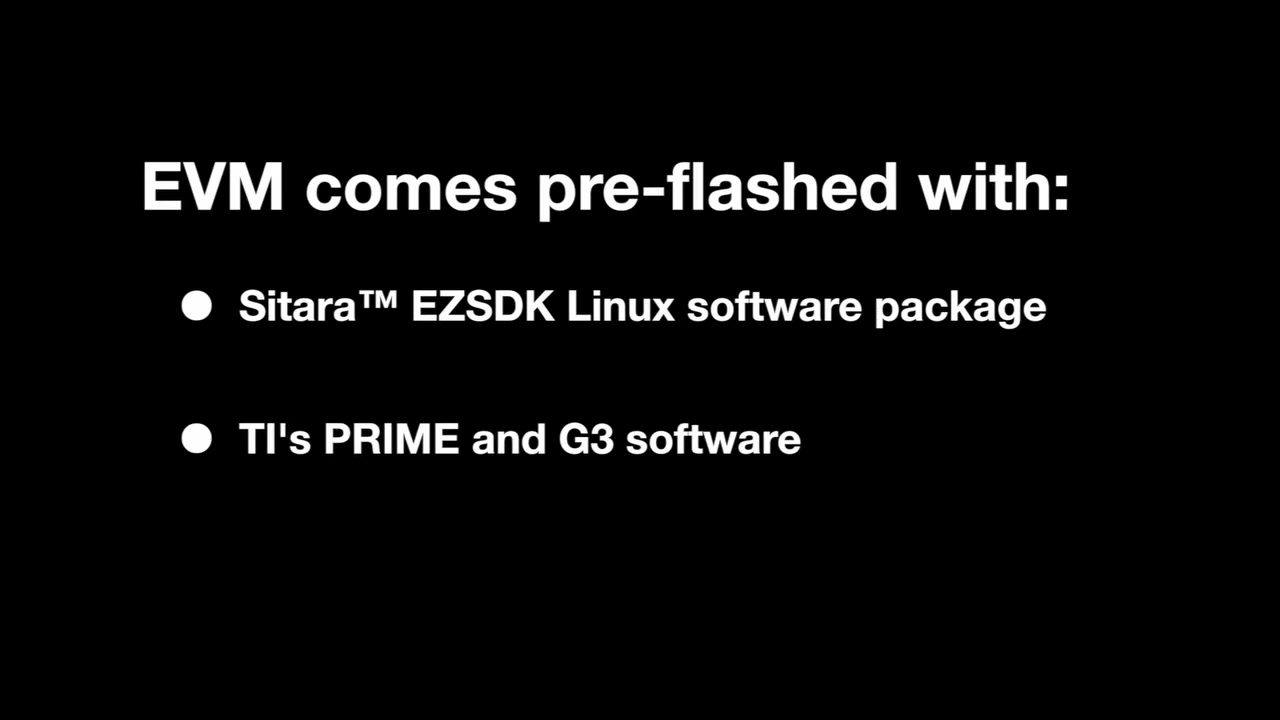 EVM comes pre-flashed with:
● Sitara™ EZSDK Linux software package
● TI's PRIME and G3 software